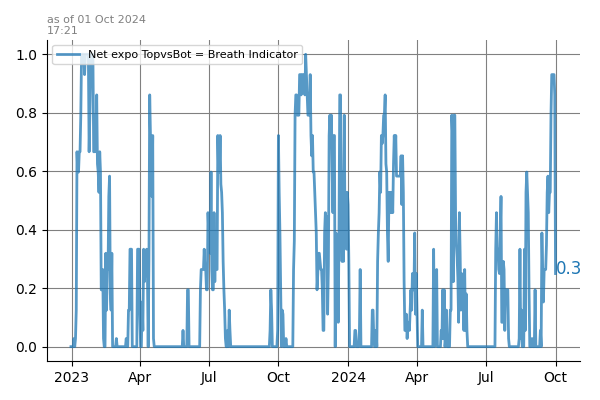 as of 01 Oct 2024
17:21
Net expo TopvsBot = Breath Indicator
1.0
0.8
0.6
0.4
0.2
0.0
0.3
2023 Apr Jul Oct 2024 Apr Jul Oct